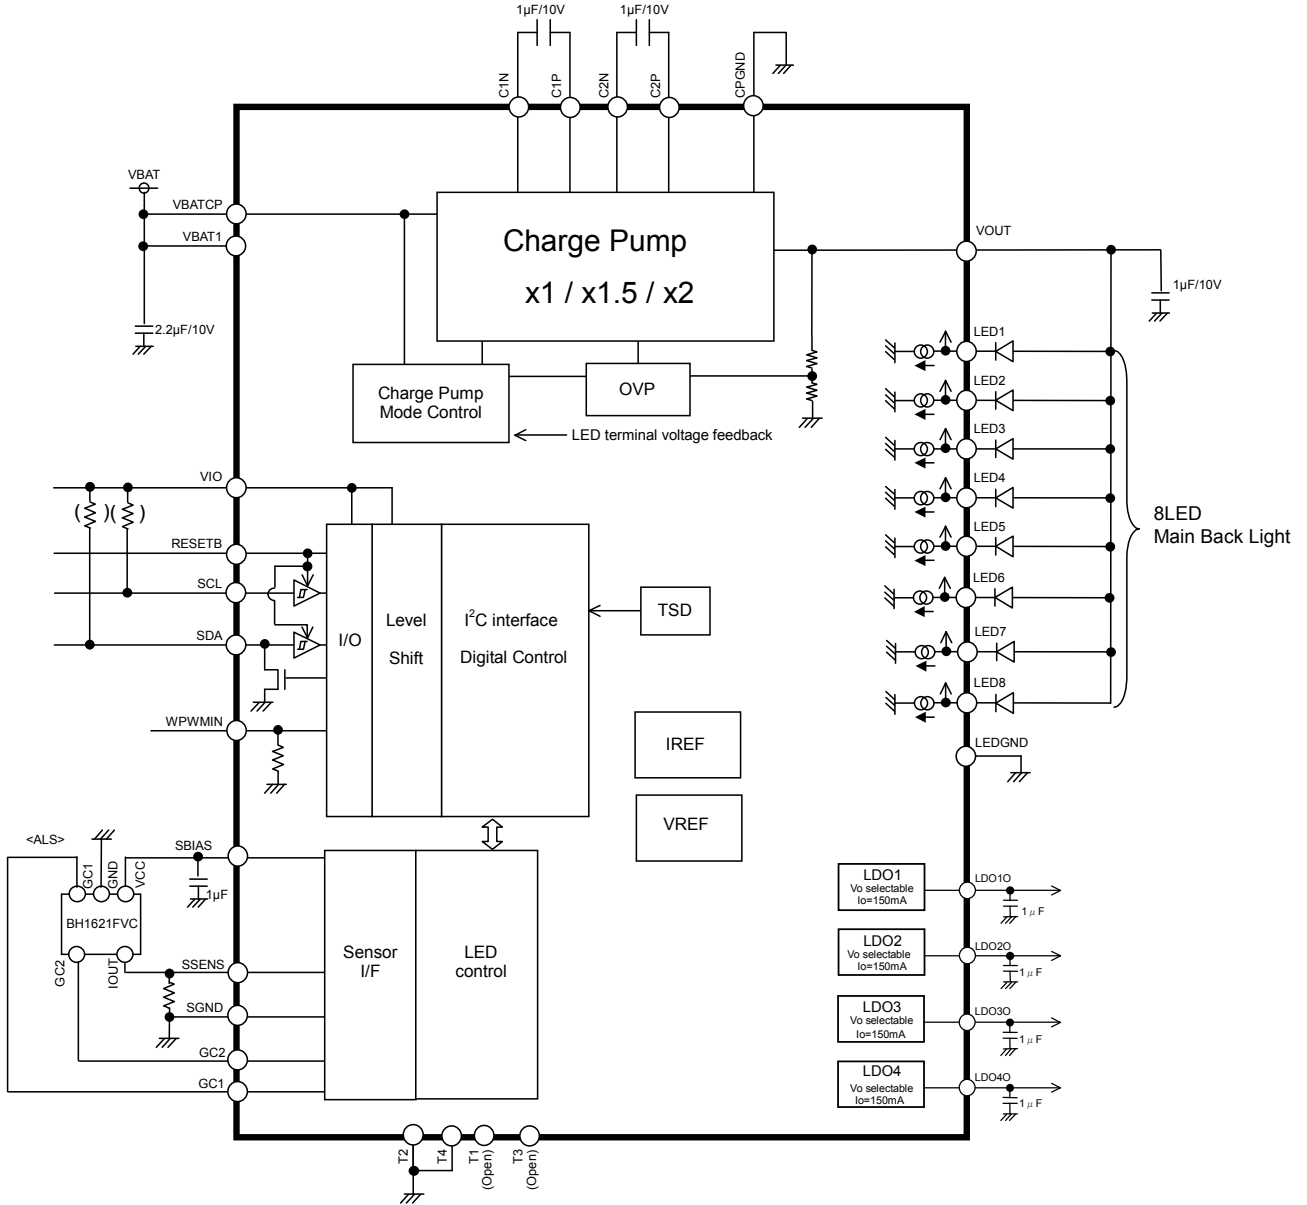 1µF/10V
1µF/10V
C1N
C1P
C2N
C2P
CPGND
VBAT
VBATCP
VBAT1
2.2µF/10V
Charge Pump
x1 / x1.5 / x2
VOUT
1µF/10V
Charge Pump
Mode Control
OVP
LED terminal voltage feedback
LED1
LED2
LED3
LED4
LED5
LED6
LED7
LED8
8LED
Main Back Light
LEDGND
VIO
( )
( )
RESETB
SCL
SDA
WPWMIN
I/O
Level
Shift
I2C interface
Digital Control
TSD
IREF
VREF
<ALS>
GC1
GND
VCC
BH1621FVC
GC2
IOUT
SBIAS
1µF
SSENS
SGND
GC2
GC1
Sensor
I/F
LED
control
LDO1
Vo selectable
Io=150mA
LDO1O
1μF
LDO2
Vo selectable
Io=150mA
LDO2O
1μF
LDO3
Vo selectable
Io=150mA
LDO3O
1μF
LDO4
Vo selectable
Io=150mA
LDO4O
1μF
T2
T4
T1
(Open)
T3
(Open)